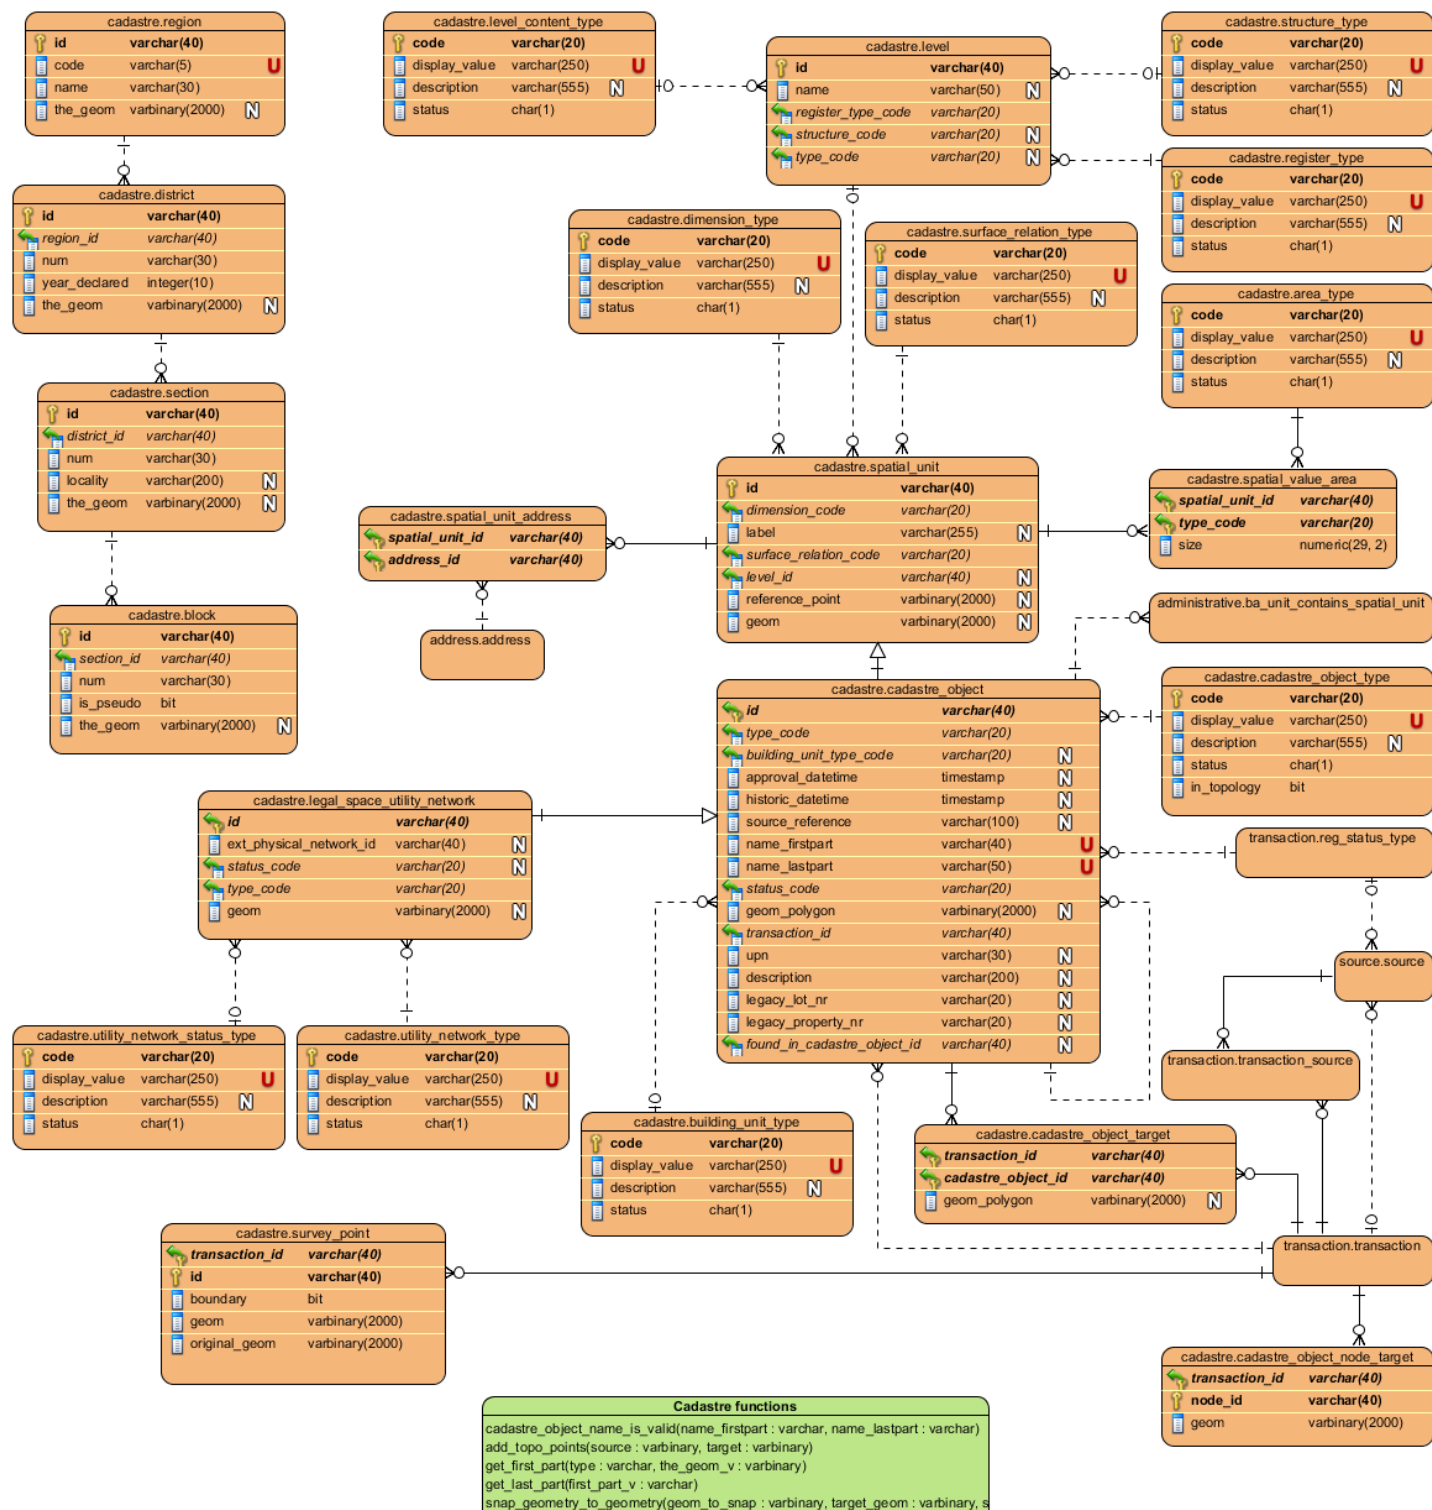 cadastre.region
id varchar(40)
code varchar(5) U
name varchar(30)
the_geom varbinary(2000) N
cadastre.level_content_type
code varchar(20)
display_value varchar(250) U
description varchar(555) N
status char(1)
cadastre.level
id varchar(40)
name varchar(50) N
register_type_code varchar(20)
structure_code varchar(20) N
type_code varchar(20) N
cadastre.structure_type
code varchar(20)
display_value varchar(250) U
description varchar(555) N
status char(1)
cadastre.register_type
code varchar(20)
display_value varchar(250) U
description varchar(555) N
status char(1)
cadastre.district
id varchar(40)
region_id varchar(40)
num varchar(30)
year_declared integer(10)
the_geom varbinary(2000) N
cadastre.dimension_type
code varchar(20)
display_value varchar(250) U
description varchar(555) N
status char(1)
cadastre.surface_relation_type
code varchar(20)
display_value varchar(250) U
description varchar(555) N
status char(1)
cadastre.area_type
code varchar(20)
display_value varchar(250) U
description varchar(555) N
status char(1)
cadastre.section
id varchar(40)
district_id varchar(40)
num varchar(30)
locality varchar(200) N
the_geom varbinary(2000) N
cadastre.spatial_unit
id varchar(40)
dimension_code varchar(20)
label varchar(255) N
surface_relation_code varchar(20)
level_id varchar(40) N
reference_point varbinary(2000) N
geom varbinary(2000) N
cadastre.spatial_value_area
spatial_unit_id varchar(40)
type_code varchar(20)
size numeric(29, 2)
cadastre.spatial_unit_address
spatial_unit_id varchar(40)
address_id varchar(40)
address.address
administrative.ba_unit_contains_spatial_unit
cadastre.block
id varchar(40)
section_id varchar(40)
num varchar(30)
is_pseudo bit
the_geom varbinary(2000) N
cadastre.cadastre_object
id varchar(40)
type_code varchar(20)
building_unit_type_code varchar(20) N
approval_datetime timestamp N
historic_datetime timestamp N
source_reference varchar(100) N
name_firstpart varchar(40) U
name_lastpart varchar(50) U
status_code varchar(20)
geom_polygon varbinary(2000) N
transaction_id varchar(40)
upn varchar(30) N
description varchar(200) N
legacy_lot_nr varchar(20) N
legacy_property_nr varchar(20) N
found_in_cadastre_object_id varchar(40) N
cadastre.cadastre_object_type
code varchar(20)
display_value varchar(250) U
description varchar(555) N
status char(1)
in_topology bit
cadastre.legal_space_utility_network
id varchar(40)
ext_physical_network_id varchar(40) N
status_code varchar(20) N
type_code varchar(20)
geom varbinary(2000) N
transaction.reg_status_type
source.source
transaction.transaction_source
cadastre.utility_network_status_type
code varchar(20)
display_value varchar(250) U
description varchar(555) N
status char(1)
cadastre.utility_network_type
code varchar(20)
display_value varchar(250) U
description varchar(555) N
status char(1)
cadastre.building_unit_type
code varchar(20)
display_value varchar(250) U
description varchar(555) N
status char(1)
cadastre.cadastre_object_target
transaction_id varchar(40)
cadastre_object_id varchar(40)
geom_polygon varbinary(2000) N
transaction.transaction
cadastre.survey_point
transaction_id varchar(40)
id varchar(40)
boundary bit
geom varbinary(2000)
original_geom varbinary(2000)
cadastre.cadastre_object_node_target
transaction_id varchar(40)
node_id varchar(40)
geom varbinary(2000)
Cadastre functions
cadastre_object_name_is_valid(name_firstpart : varchar, name_lastpart : varchar)
add_topo_points(source : varbinary, target : varbinary)
get_first_part(type : varchar, the_geom_v : varbinary)
get_last_part(first_part_v : varchar)
snap_geometry_to_geometry(geom_to_snap : varbinary, target_geom : varbinary, s